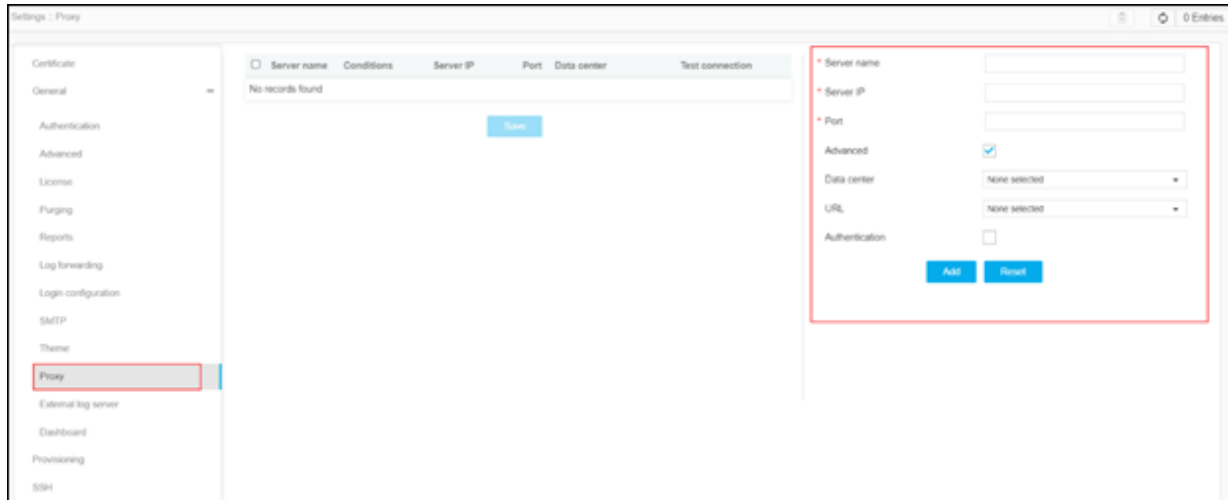 Settings :: Proxy
0 Entries
Certificate
General
Authentication
Advanced
License
Purging
Reports
Log forwarding
Login configuration
SMTP
Theme
Proxy
External log server
Dashboard
Provisioning
SSH
Server name Conditions Server IP Port Data center Test connection
No records found
Save
* Server name
* Server IP
* Port
Advanced
Data center None selected
URL None selected
Authentication
Add Reset